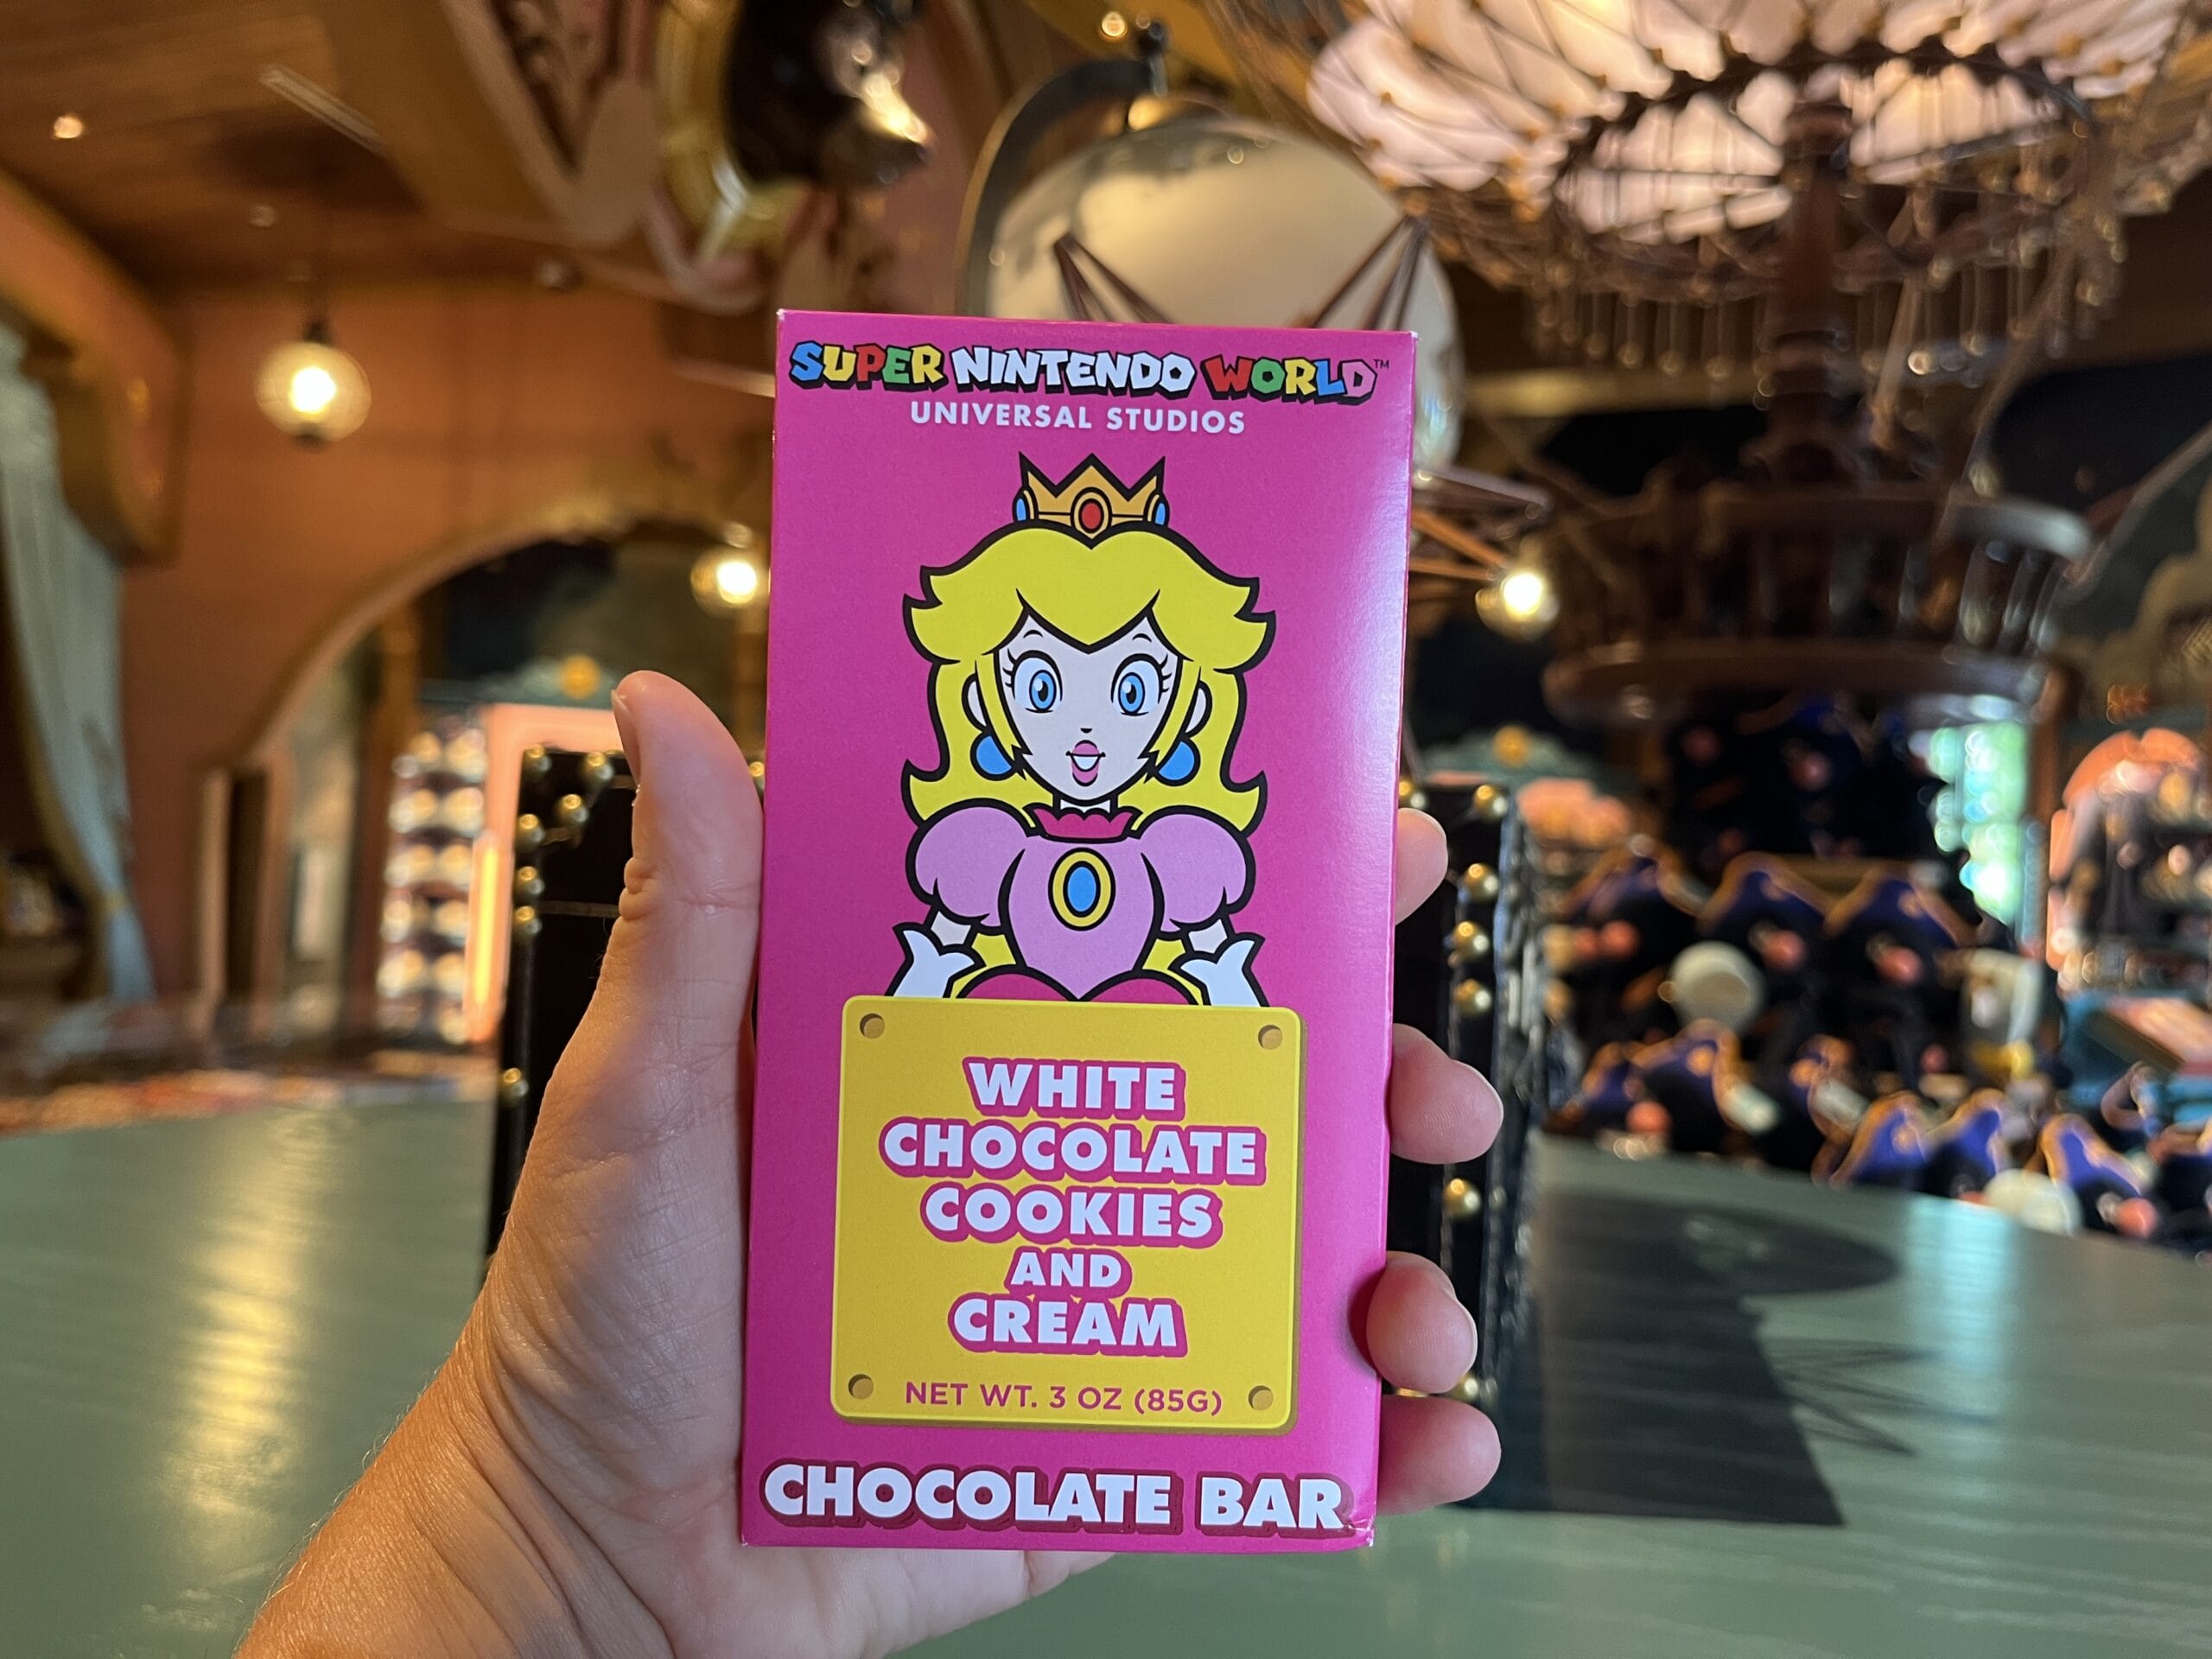 SUPER NINTENDO WORLD™
UNIVERSAL STUDIOS
WHITE
CHOCOLATE
COOKIES
AND
CREAM
NET WT. 3 OZ (85G)
CHOCOLATE BAR